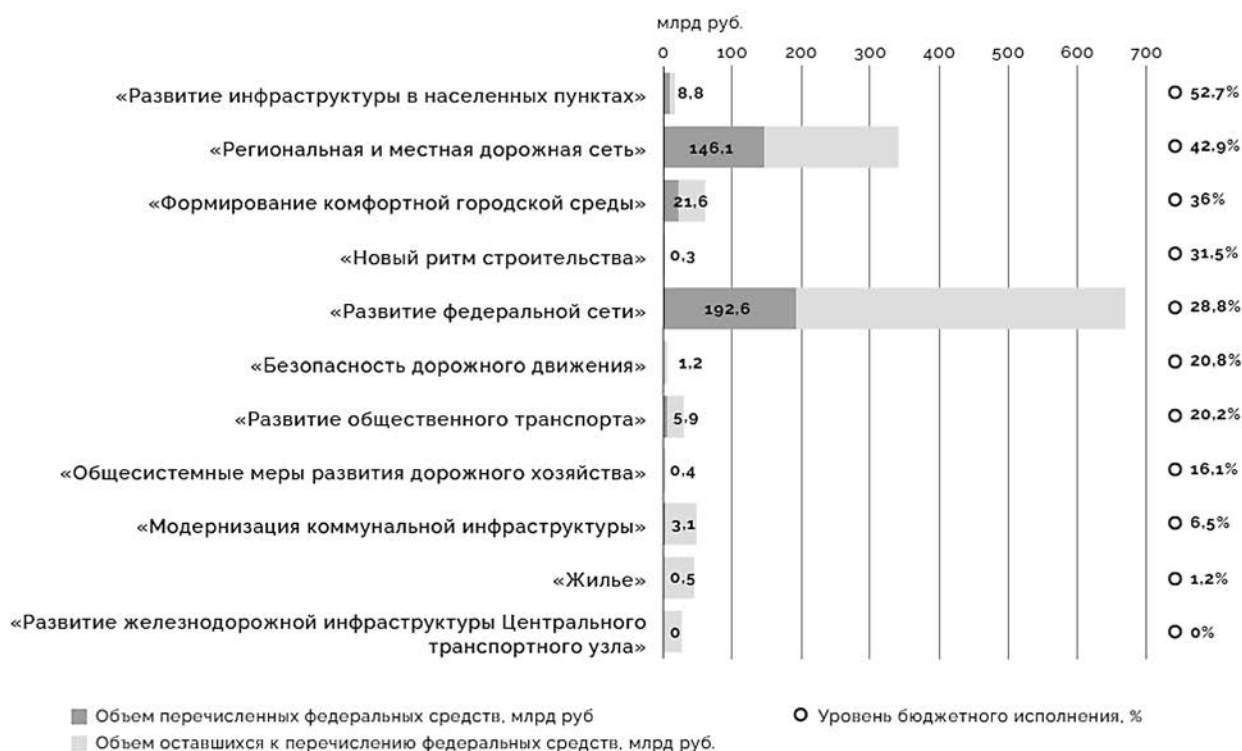 млрд руб.
0 100 200 300 400 500 600 700
«Развитие инфраструктуры в населенных пунктах» 8,8 52,7%
«Региональная и местная дорожная сеть» 146,1 42,9%
«Формирование комфортной городской среды» 21,6 36%
«Новый ритм строительства» 0,3 31,5%
«Развитие федеральной сети» 192,6 28,8%
«Безопасность дорожного движения» 1,2 20,8%
«Развитие общественного транспорта» 5,9 20,2%
«Общесистемные меры развития дорожного хозяйства» 0,4 16,1%
«Модернизация коммунальной инфраструктуры» 3,1 6,5%
«Жилье» 0,5 1,2%
«Развитие железнодорожной инфраструктуры Центрального
транспортного узла» 0 0%
Объем перечисленных федеральных средств, млрд руб
Уровень бюджетного исполнения, %
Объем оставшихся к перечислению федеральных средств, млрд руб.